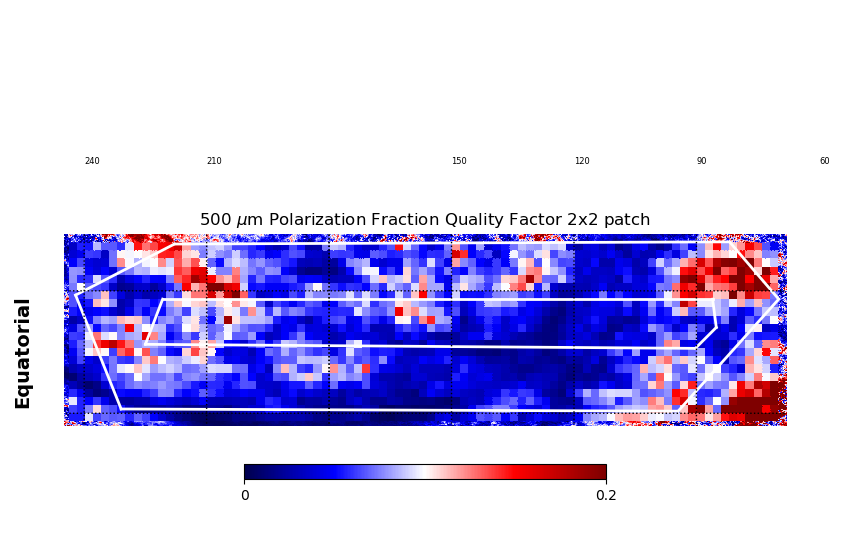 240 210 150 120 90 60
500 μm Polarization Fraction Quality Factor 2x2 patch
Equatorial
0 0.2